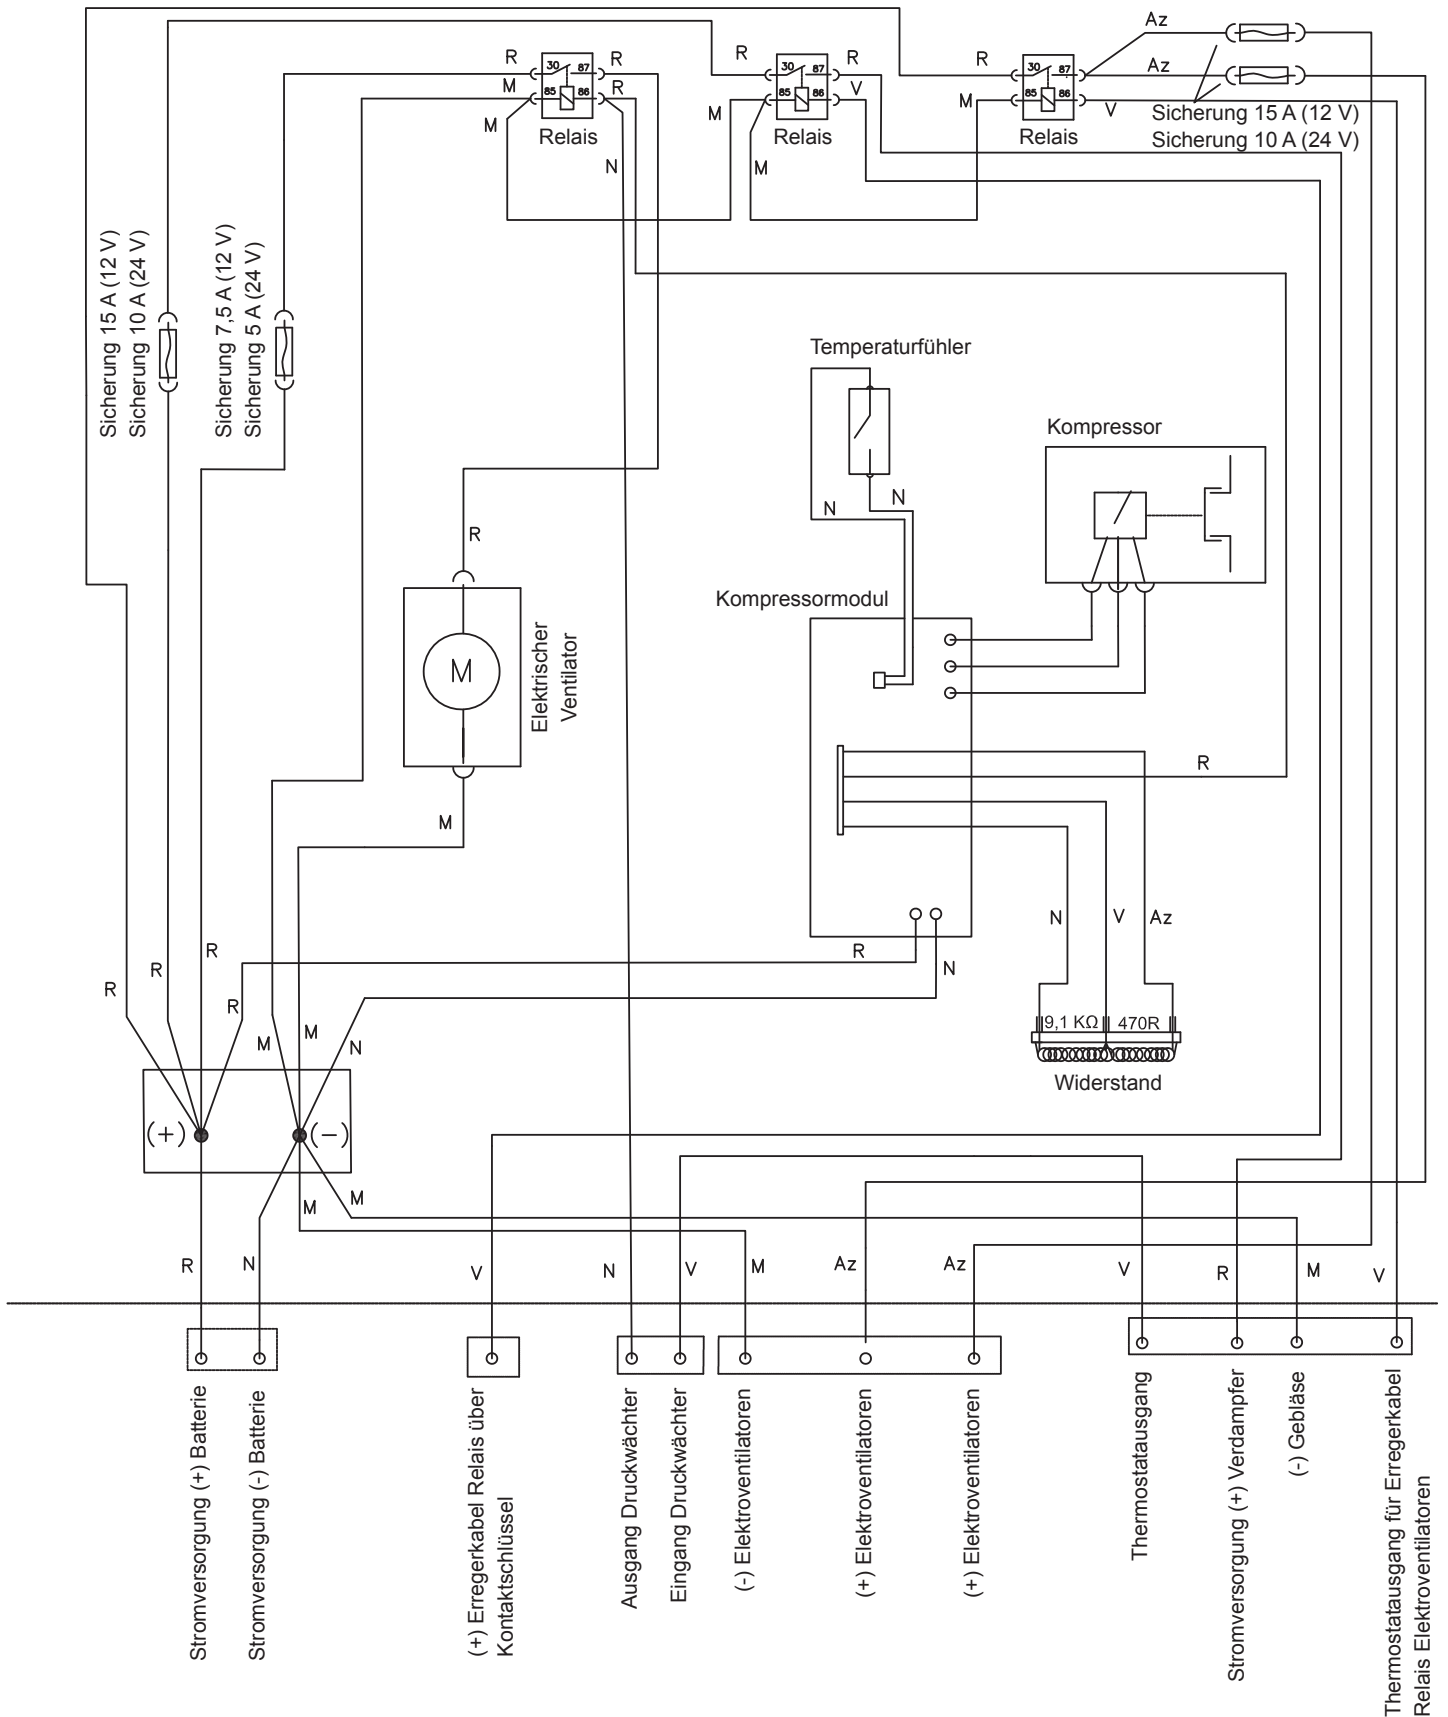 Az
R
R
R
R
R
Az
30
87
30
87
30
87
M
85
86
R
85
86
V
M
85
86
V
Sicherung 15 A (12 V)
Sicherung 10 A (24 V)
M
Relais
M
Relais
Relais
N
M
Sicherung 15 A (12 V)
Sicherung 10 A (24 V)
Sicherung 7,5 A (12 V)
Sicherung 5 A (24 V)
Temperaturfühler
Kompressor
N
N
R
Kompressormodul
M
Elektrischer
Ventilator
R
M
N
V
Az
R
R
R
R
N
R
M
M
N
9,1 KΩ
470R
Widerstand
(+)
(−)
M
M
R
N
V
N
V
M
Az
Az
V
R
M
V
Stromversorgung (+) Batterie
Stromversorgung (-) Batterie
(+) Erregerkabel Relais über
Kontaktschlüssel
Ausgang Druckwächter
Eingang Druckwächter
(-) Elektroventilatoren
(+) Elektroventilatoren
(+) Elektroventilatoren
Thermostatausgang
Stromversorgung (+) Verdampfer
(-) Gebläse
Thermostatausgang für Erregerkabel
Relais Elektroventilatoren